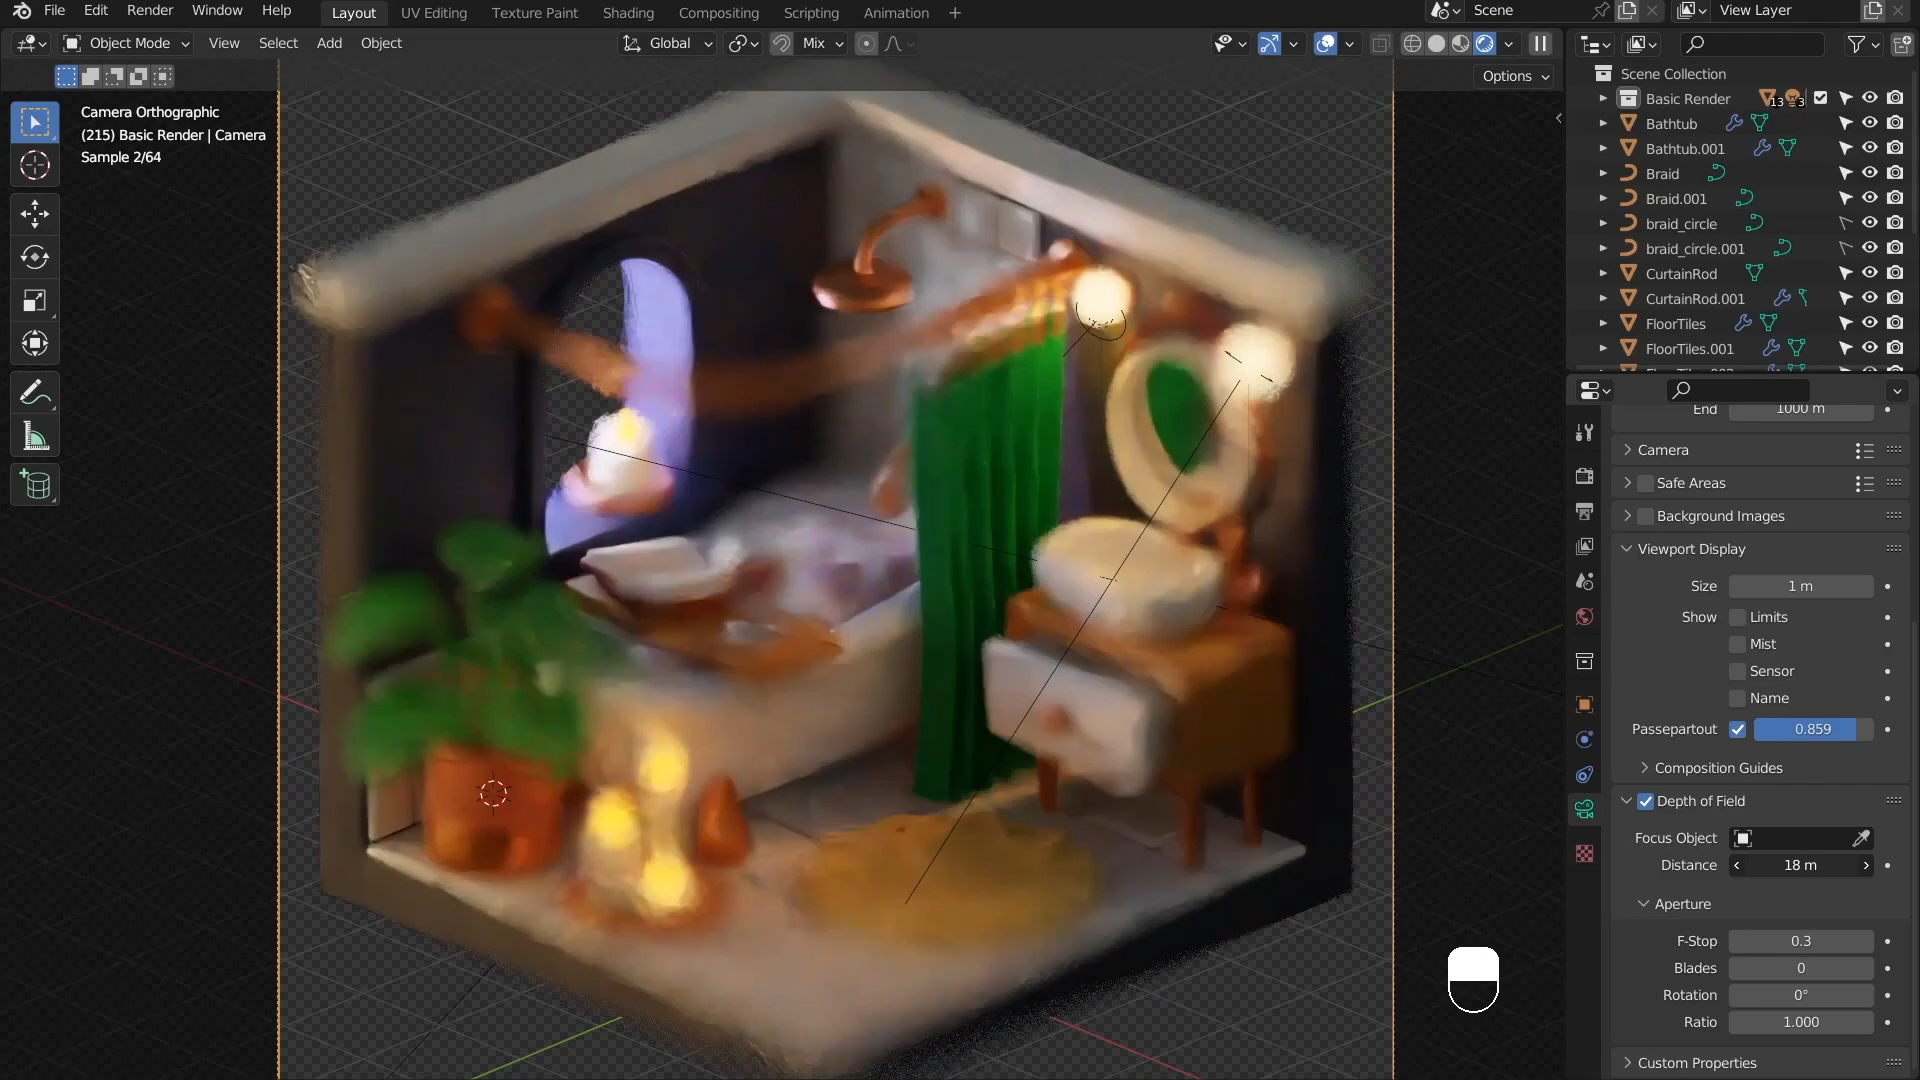 File Edit Render Window Help Layout UV Editing Texture Paint Shading Compositing Scripting Animation + Scene View Layer
Object Mode View Select Add Object Global Mix
Options
Camera Orthographic
(215) Basic Render | Camera
Sample 2/64
Scene Collection
Basic Render 13 3
Bathtub
Bathtub.001
Braid
Braid.001
braid_circle
braid_circle.001
CurtainRod
CurtainRod.001
FloorTiles
FloorTiles.001
End 1000 m
Camera
Safe Areas
Background Images
Viewport Display
Size 1 m
Show Limits
Mist
Sensor
Name
Passepartout 0.859
Composition Guides
Depth of Field
Focus Object
Distance 18 m
Aperture
F-Stop 0.3
Blades 0
Rotation 0°
Ratio 1.000
Custom Properties